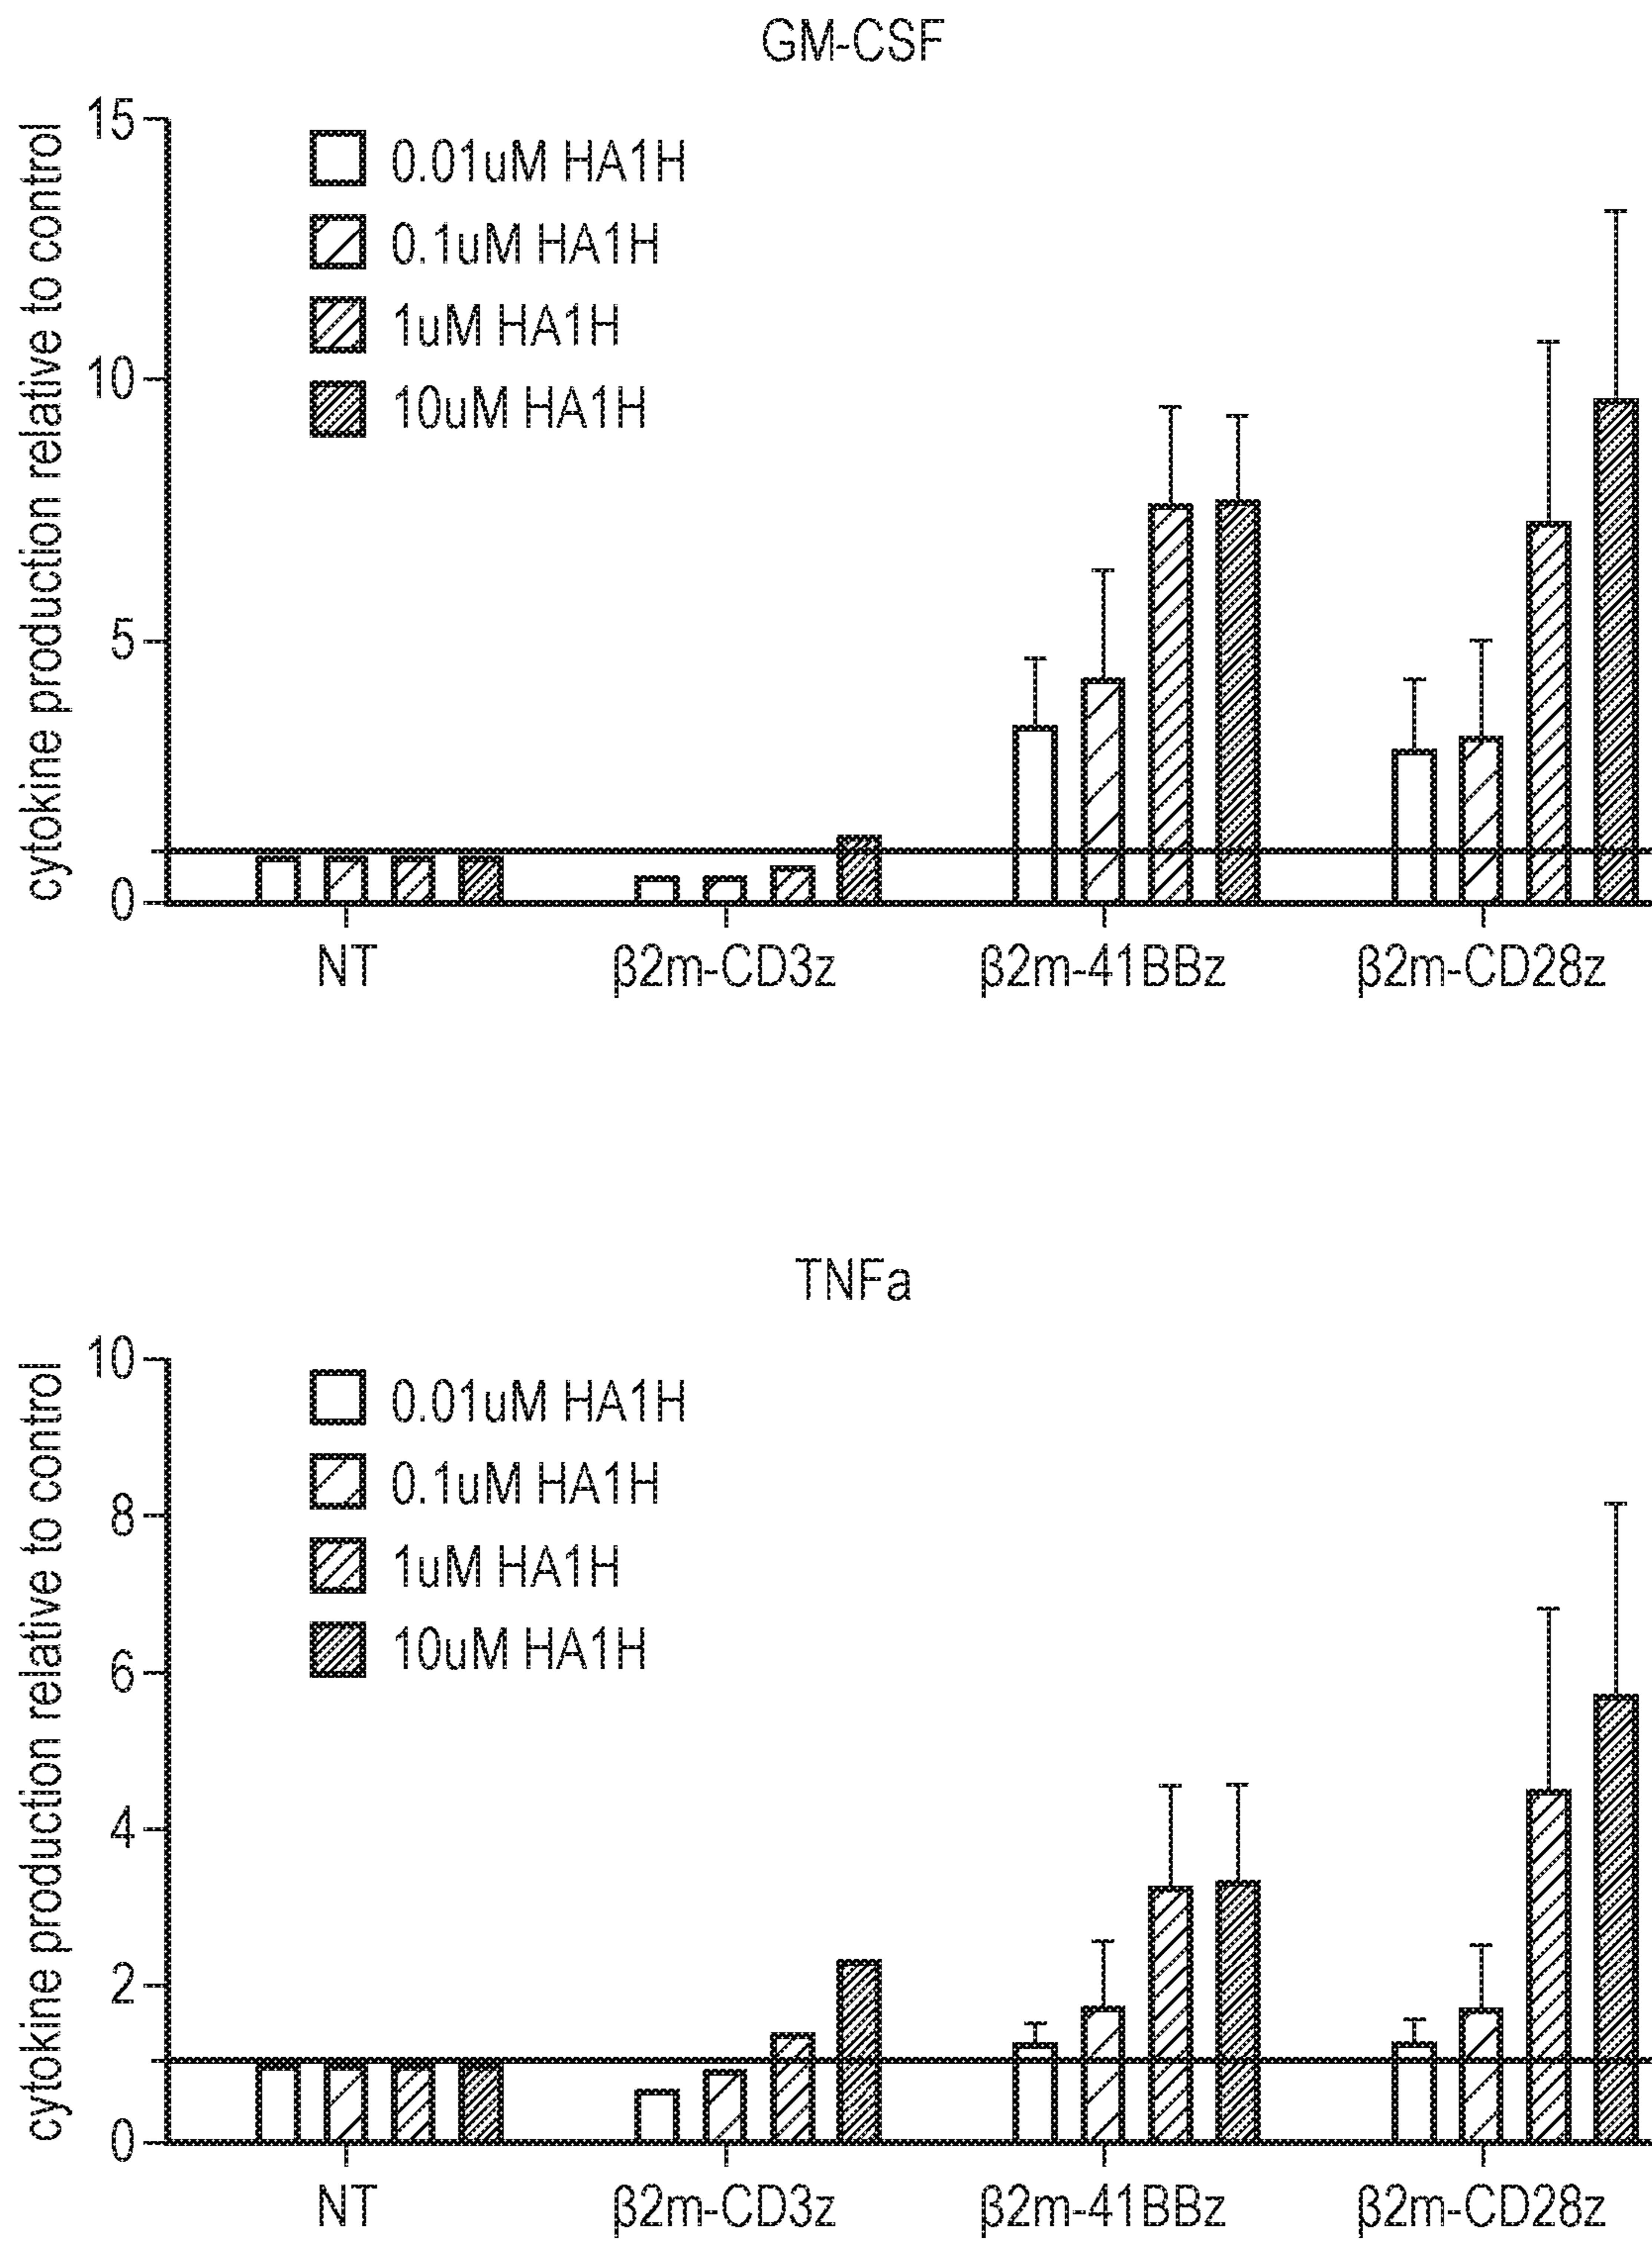 GM-CSF
cytokine production relative to control
15
10
5
0
0.01uM HA1H
0.1uM HA1H
1uM HA1H
10uM HA1H
NT
β2m-CD3z
β2m-41BBz
β2m-CD28z
TNFa
cytokine production relative to control
10
8
6
4
2
0
0.01uM HA1H
0.1uM HA1H
1uM HA1H
10uM HA1H
NT
β2m-CD3z
β2m-41BBz
β2m-CD28z